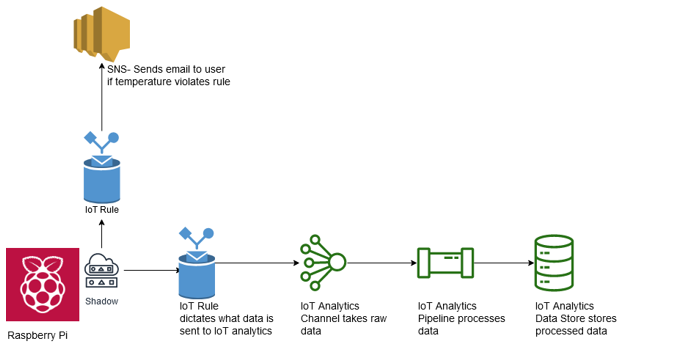 SNS- Sends email to user
if temperature violates rule
IoT Rule
Shadow
Raspberry Pi
IoT Rule
dictates what data is
sent to IoT analytics
IoT Analytics
Channel takes raw
data
IoT Analytics
Pipeline processes
data
IoT Analytics
Data Store stores
processed data